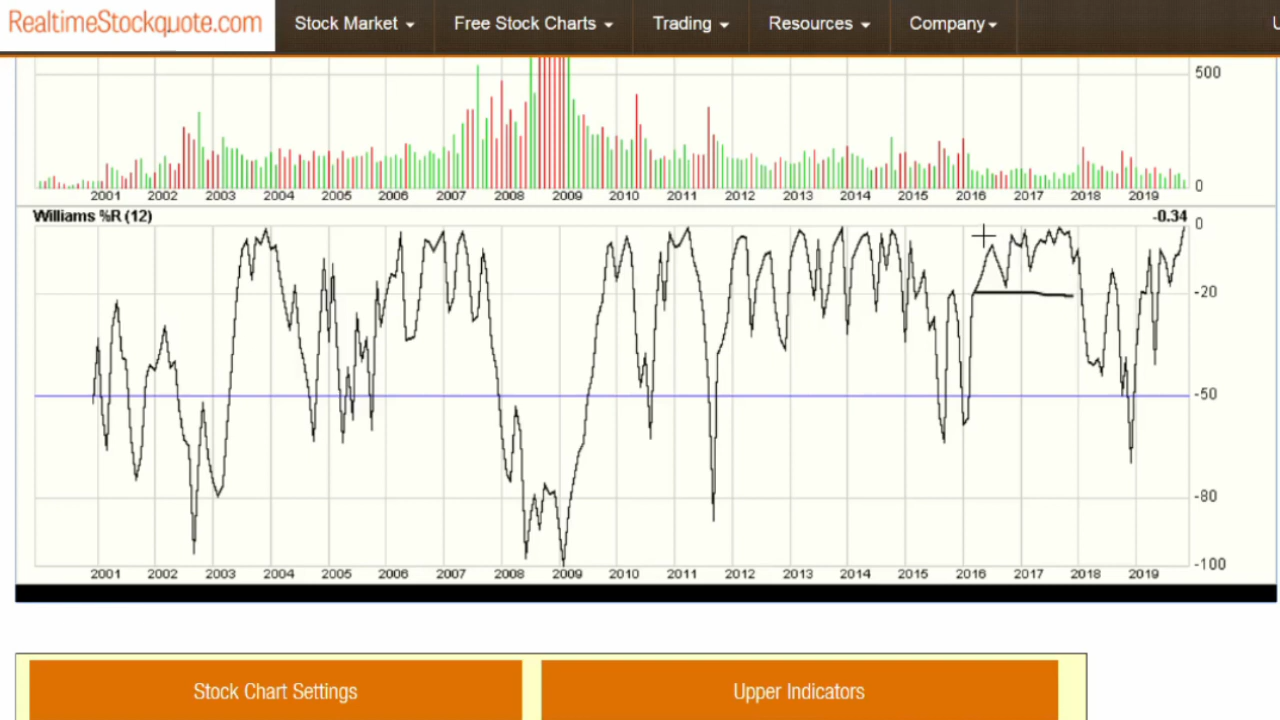 RealtimeStockquote.com Stock Market Free Stock Charts Trading Resources Company U
500
0
2001 2002 2003 2004 2005 2006 2007 2008 2009 2010 2011 2012 2013 2014 2015 2016 2017 2018 2019
Williams %R (12) -0.34
0
-20
-50
-80
-100
2001 2002 2003 2004 2005 2006 2007 2008 2009 2010 2011 2012 2013 2014 2015 2016 2017 2018 2019
Stock Chart Settings Upper Indicators